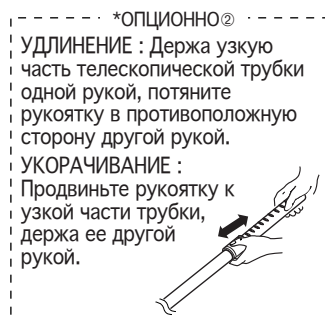 *ОПЦИОННО②
УДЛИНЕНИЕ : Держа узкую
часть телескопической трубки
одной рукой, потяните
рукоятку в противоположную
сторону другой рукой.
УКОРАЧИВАНИЕ :
Продвиньте рукоятку к
узкой части трубки,
держа ее другой
рукой.